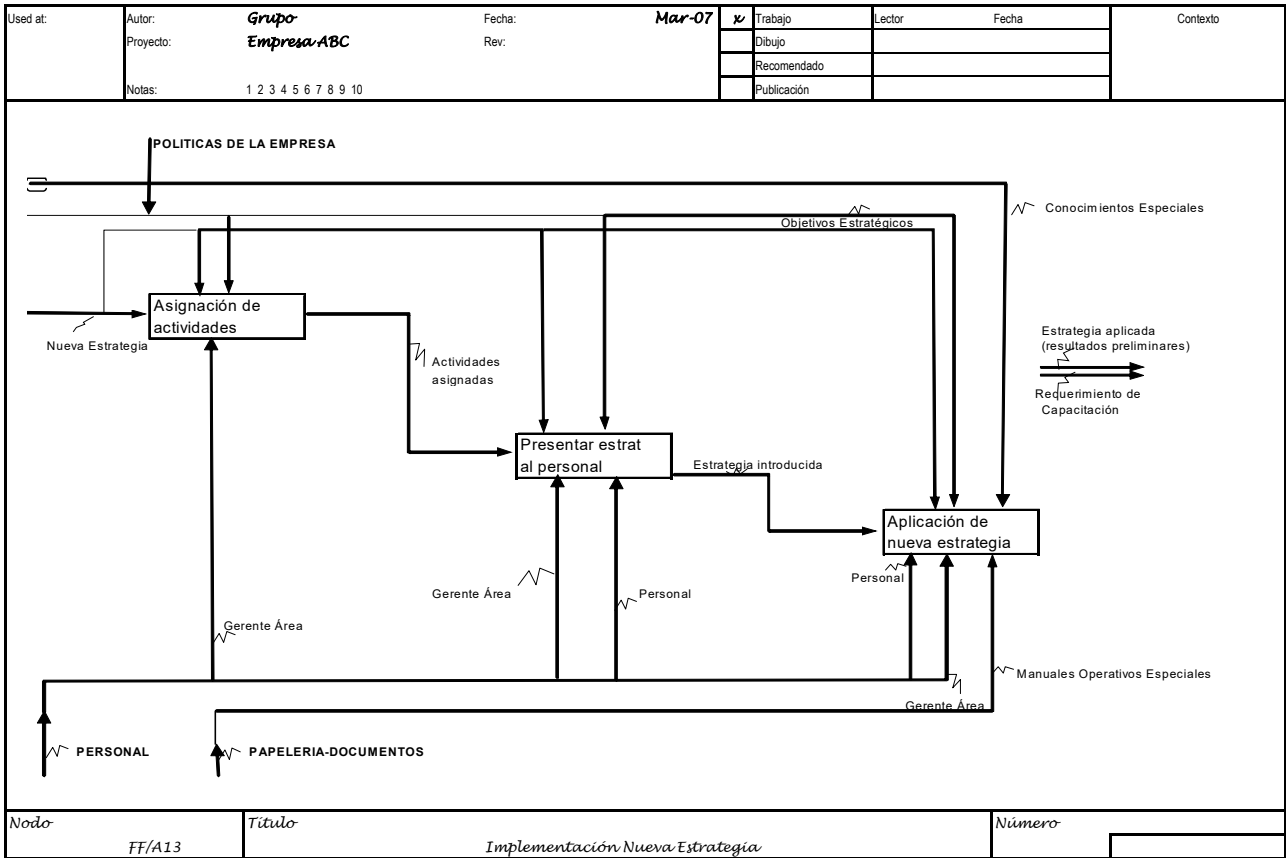 Used at:
Autor: Grupo Fecha: Mar-07 x Trabajo Lector Fecha Contexto
Proyecto: Empresa ABC Rev: Dibujo
Recomendado
Notas: 1 2 3 4 5 6 7 8 9 10 Publicación
POLITICAS DE LA EMPRESA
Conocimientos Especiales
Objetivos Estratégicos
Asignación de
actividades
Nueva Estrategia
Actividades
asignadas
Estrategia aplicada
(resultados preliminares)
Requerimiento de
Capacitación
Presentar estrat
al personal
Estrategia introducida
Aplicación de
nueva estrategia
Personal
Gerente Área
Personal
Gerente Área
Manuales Operativos Especiales
Gerente Área
PERSONAL
PAPELERIA-DOCUMENTOS
Nodo Título Número
FF/A13 Implementación Nueva Estrategia